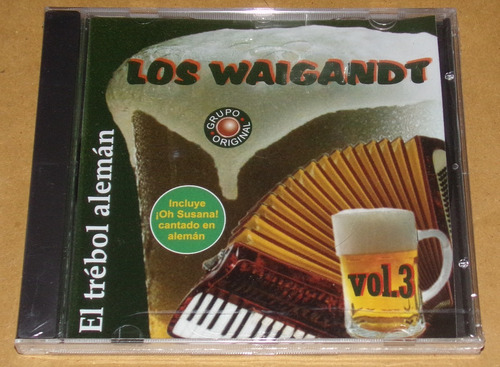 LOS WAIGANDT
GRUPO
ORIGINAL
El trébol alemán
Incluye
¡Oh Susana!
cantado en
alemán
vol.3